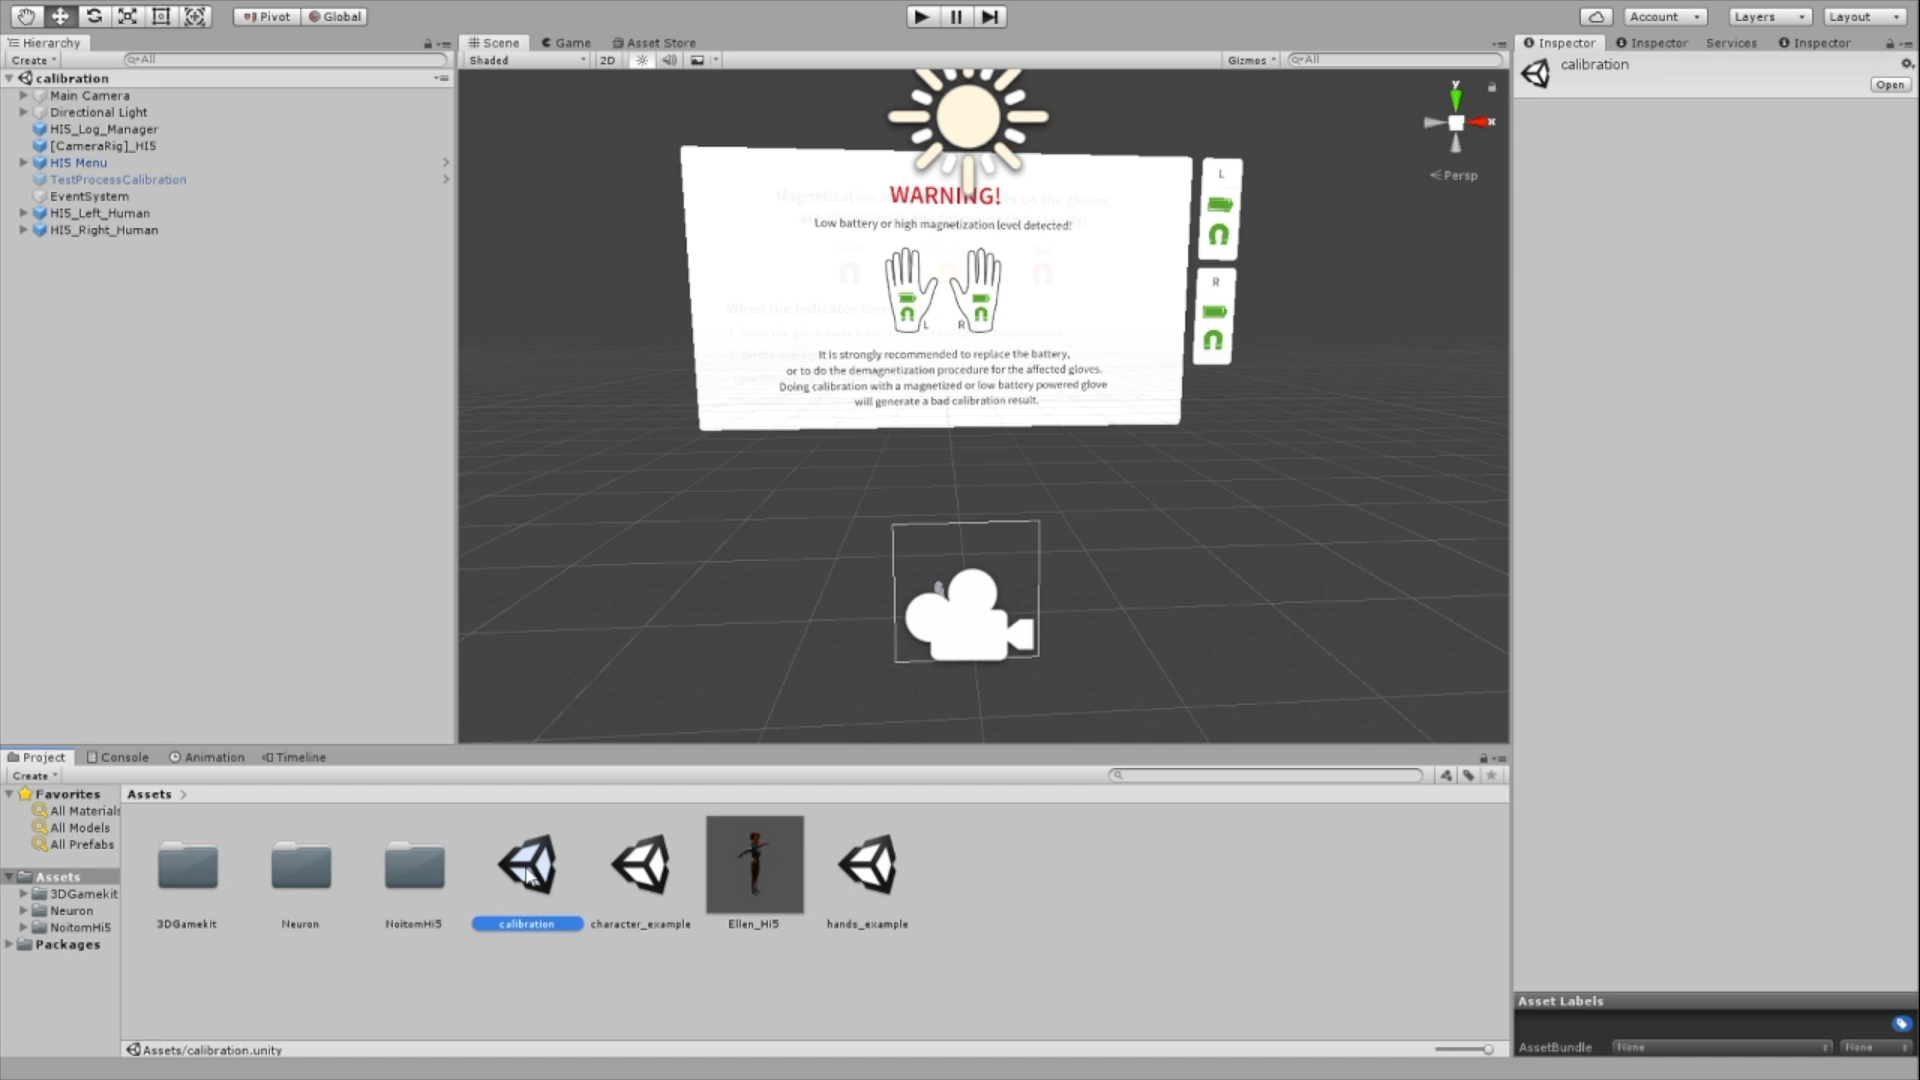 Pivot Global
Account Layers Layout
Hierarchy
Create All
calibration
Main Camera
Directional Light
HI5_Log_Manager
[CameraRig]_HI5
HI5 Menu
TestProcessCalibration
EventSystem
HI5_Left_Human
HI5_Right_Human
Scene Game Asset Store
Shaded 2D Gizmos All
y
x
Persp
WARNING!
Low battery or high magnetization level detected!
L R
It is strongly recommended to replace the battery,
or to do the demagnetization procedure for the affected gloves.
Doing calibration with a magnetized or low battery powered glove
will generate a bad calibration result.
L
R
Inspector Inspector Services Inspector
calibration
Open
Project Console Animation Timeline
Create
Favorites
All Materials
All Models
All Prefabs
Assets
3DGamekit
Neuron
NoitomHi5
Packages
Assets
3DGamekit Neuron NoitomHi5 calibration character_example Ellen_Hi5 hands_example
Assets/calibration.unity
Asset Labels
AssetBundle None None